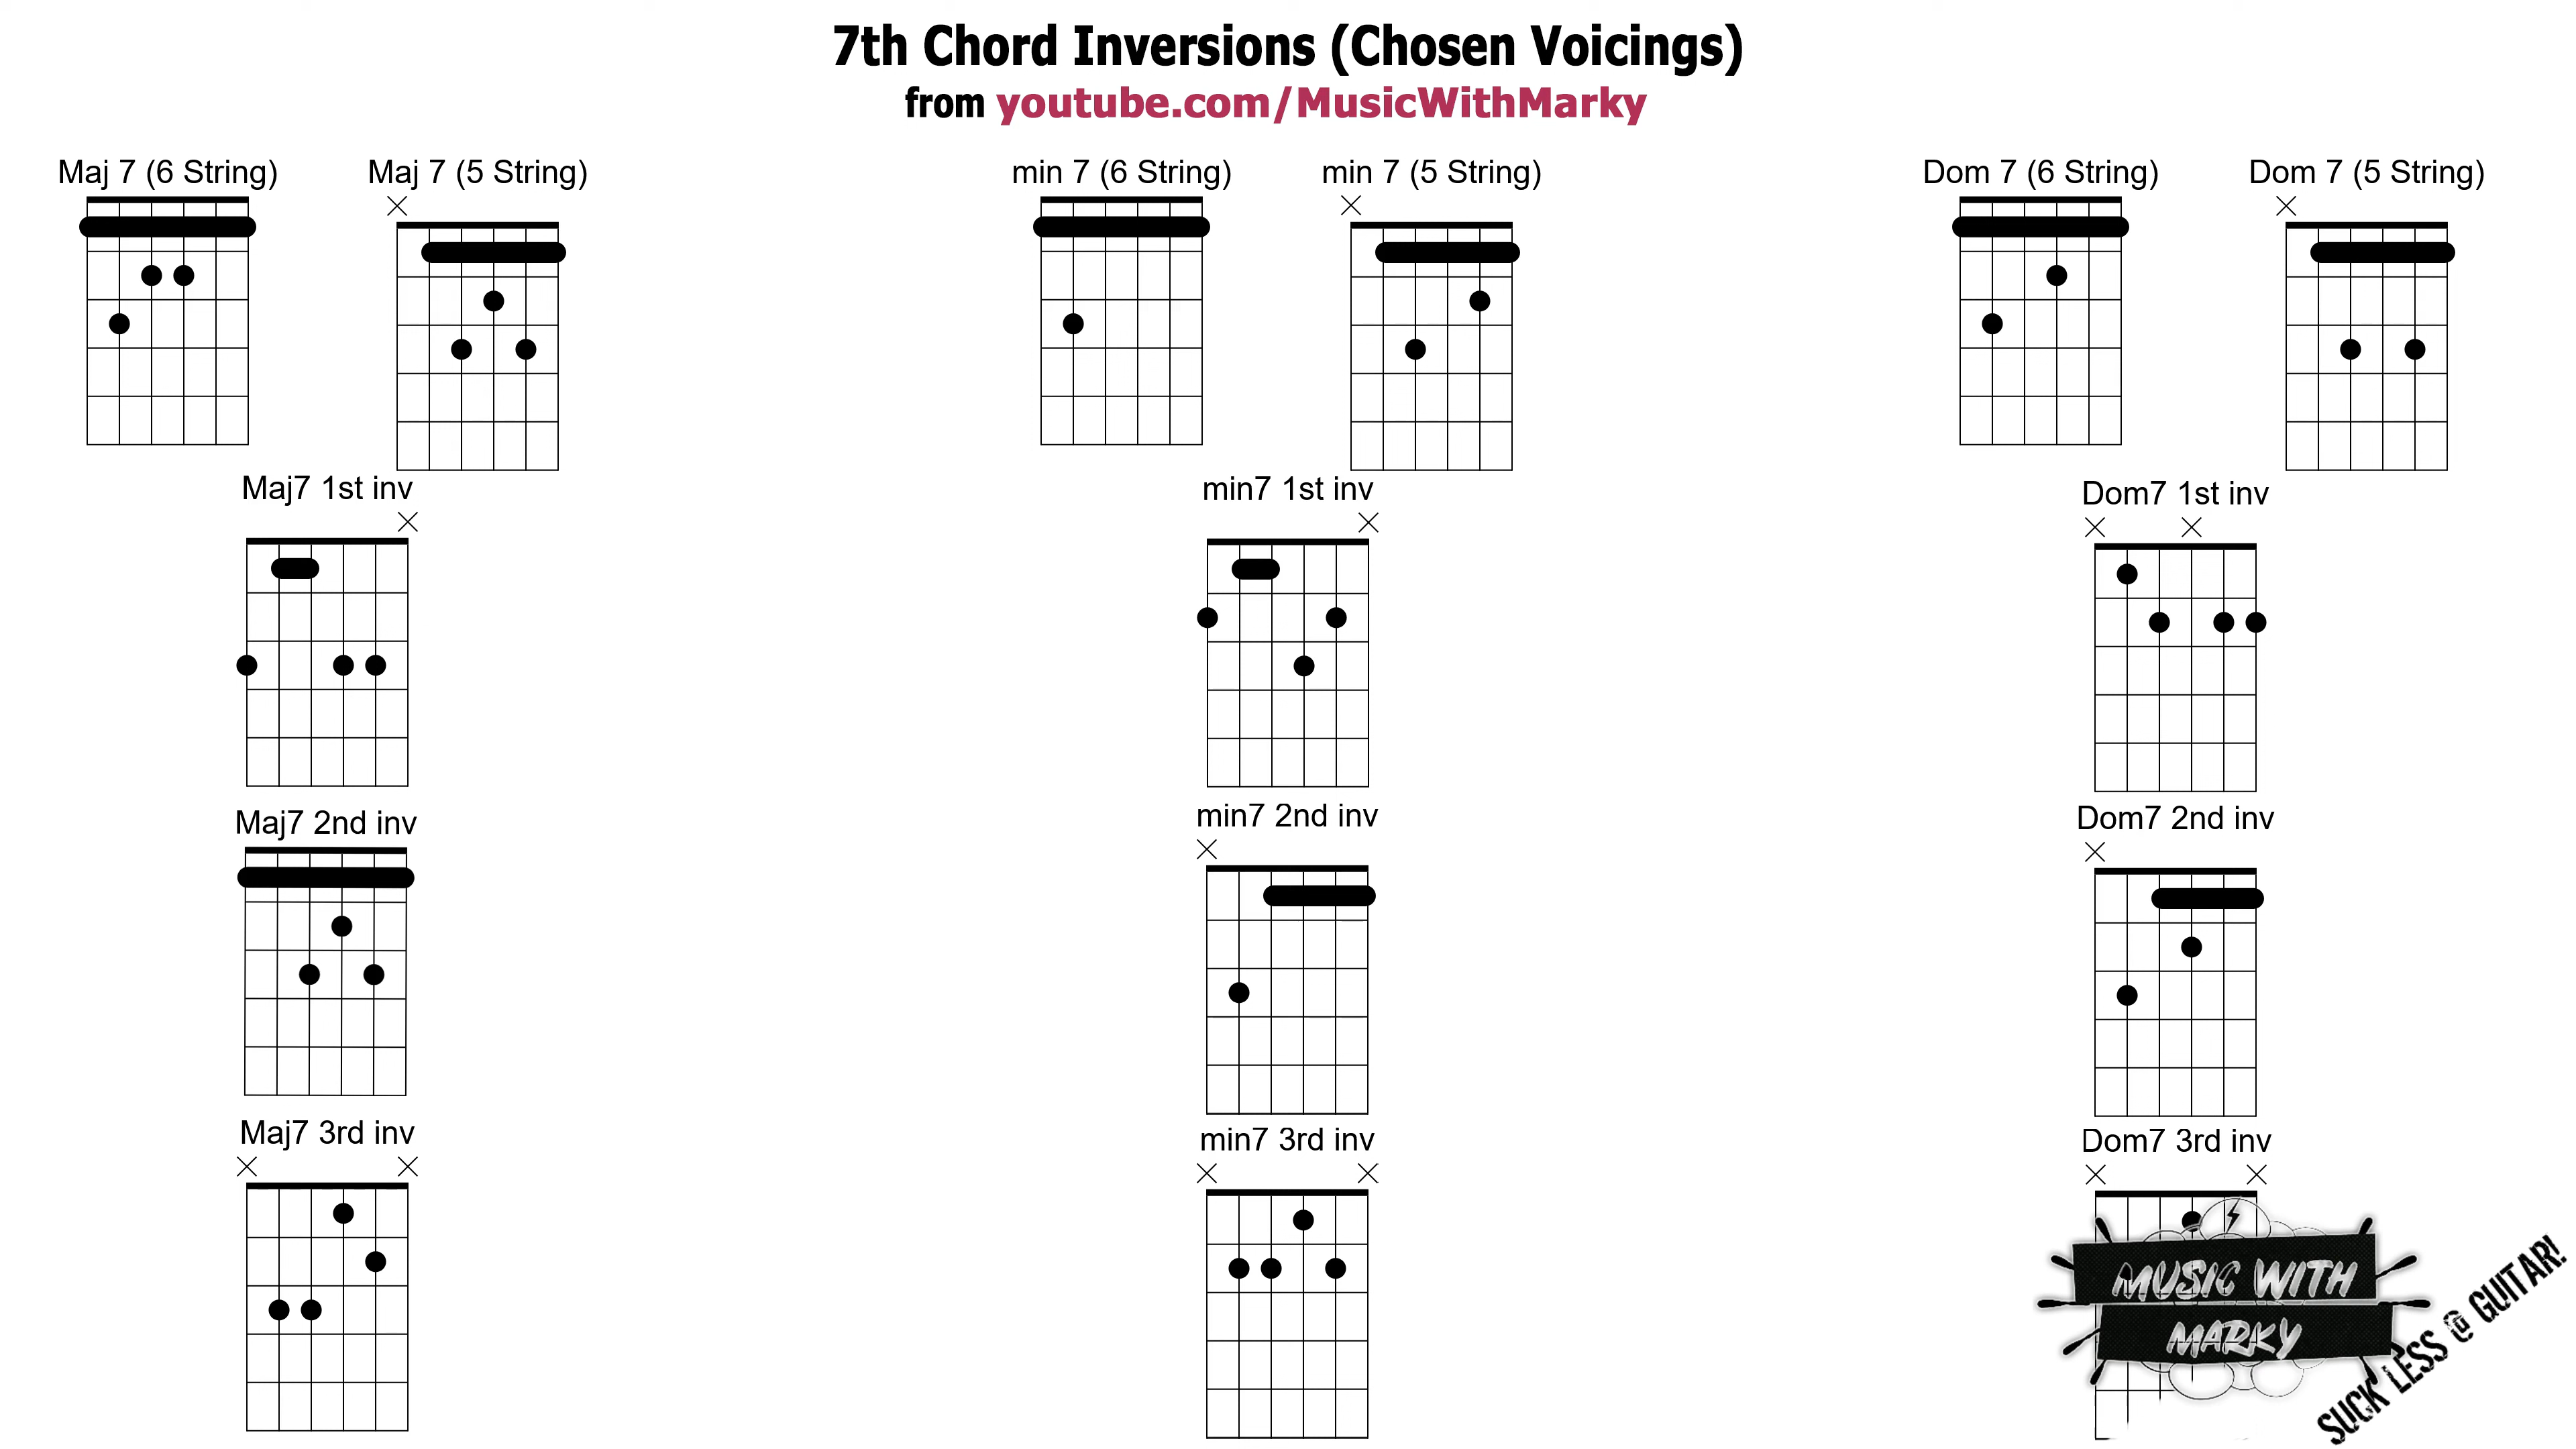 7th Chord Inversions (Chosen Voicings)
from youtube.com/MusicWithMarky
Maj 7 (6 String)
Maj 7 (5 String)
min 7 (6 String)
min 7 (5 String)
Dom 7 (6 String)
Dom 7 (5 String)
Maj7 1st inv
min7 1st inv
Dom7 1st inv
Maj7 2nd inv
min7 2nd inv
Dom7 2nd inv
Maj7 3rd inv
min7 3rd inv
Dom7 3rd inv
MUSIC WITH
MARKY
SUCK LESS @ GUITAR!